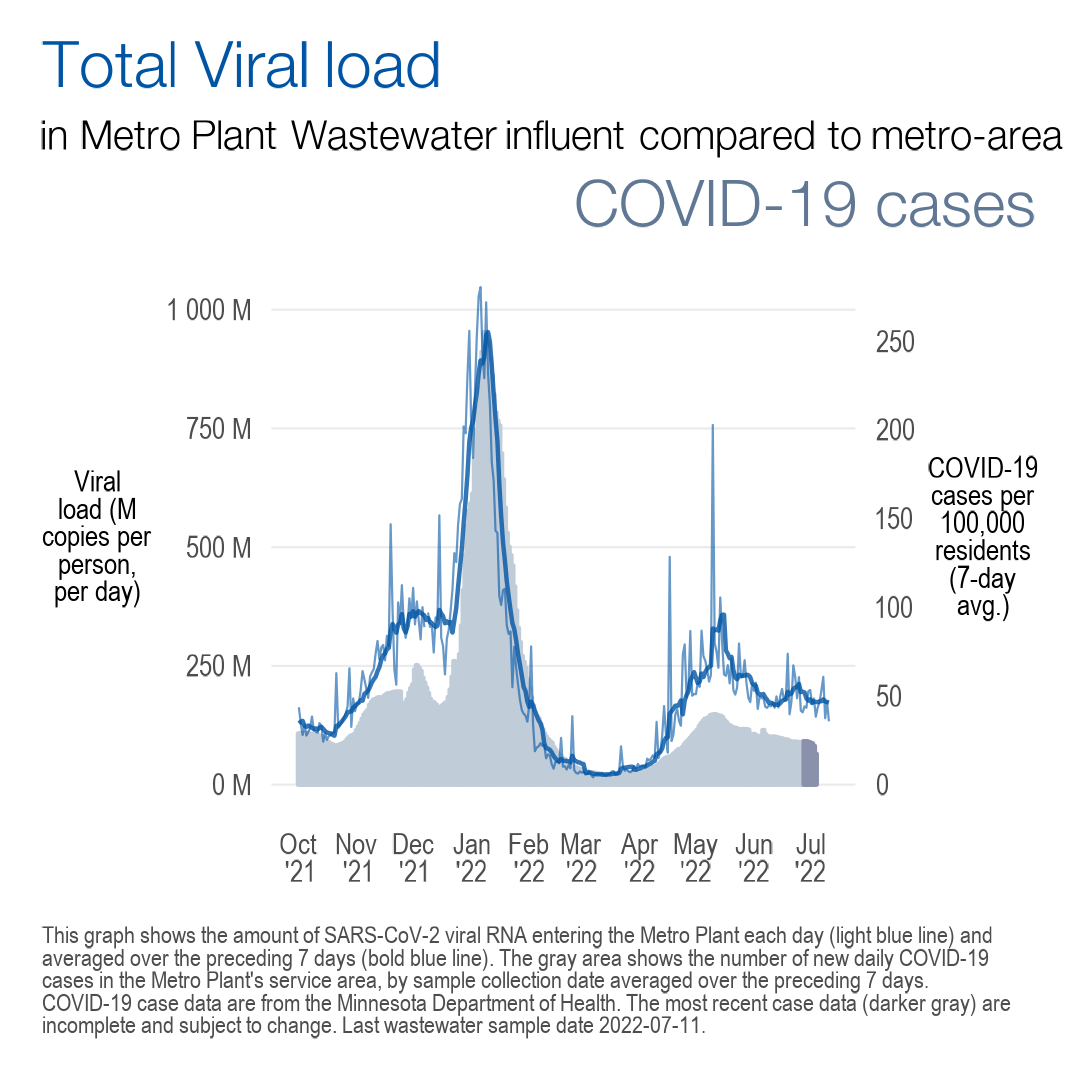 Total Viral load
in Metro Plant Wastewater influent compared to metro-area
COVID-19 cases
1 000 M
750 M
500 M
250 M
0 M
Viral
load (M
copies per
person,
per day)
250
200
150
100
50
0
COVID-19
cases per
100,000
residents
(7-day
avg.)
Oct Nov Dec Jan Feb Mar Apr May Jun Jul
'21 '21 '21 '22 '22 '22 '22 '22 '22 '22
This graph shows the amount of SARS-CoV-2 viral RNA entering the Metro Plant each day (light blue line) and
averaged over the preceding 7 days (bold blue line). The gray area shows the number of new daily COVID-19
cases in the Metro Plant's service area, by sample collection date averaged over the preceding 7 days.
COVID-19 case data are from the Minnesota Department of Health. The most recent case data (darker gray) are
incomplete and subject to change. Last wastewater sample date 2022-07-11.